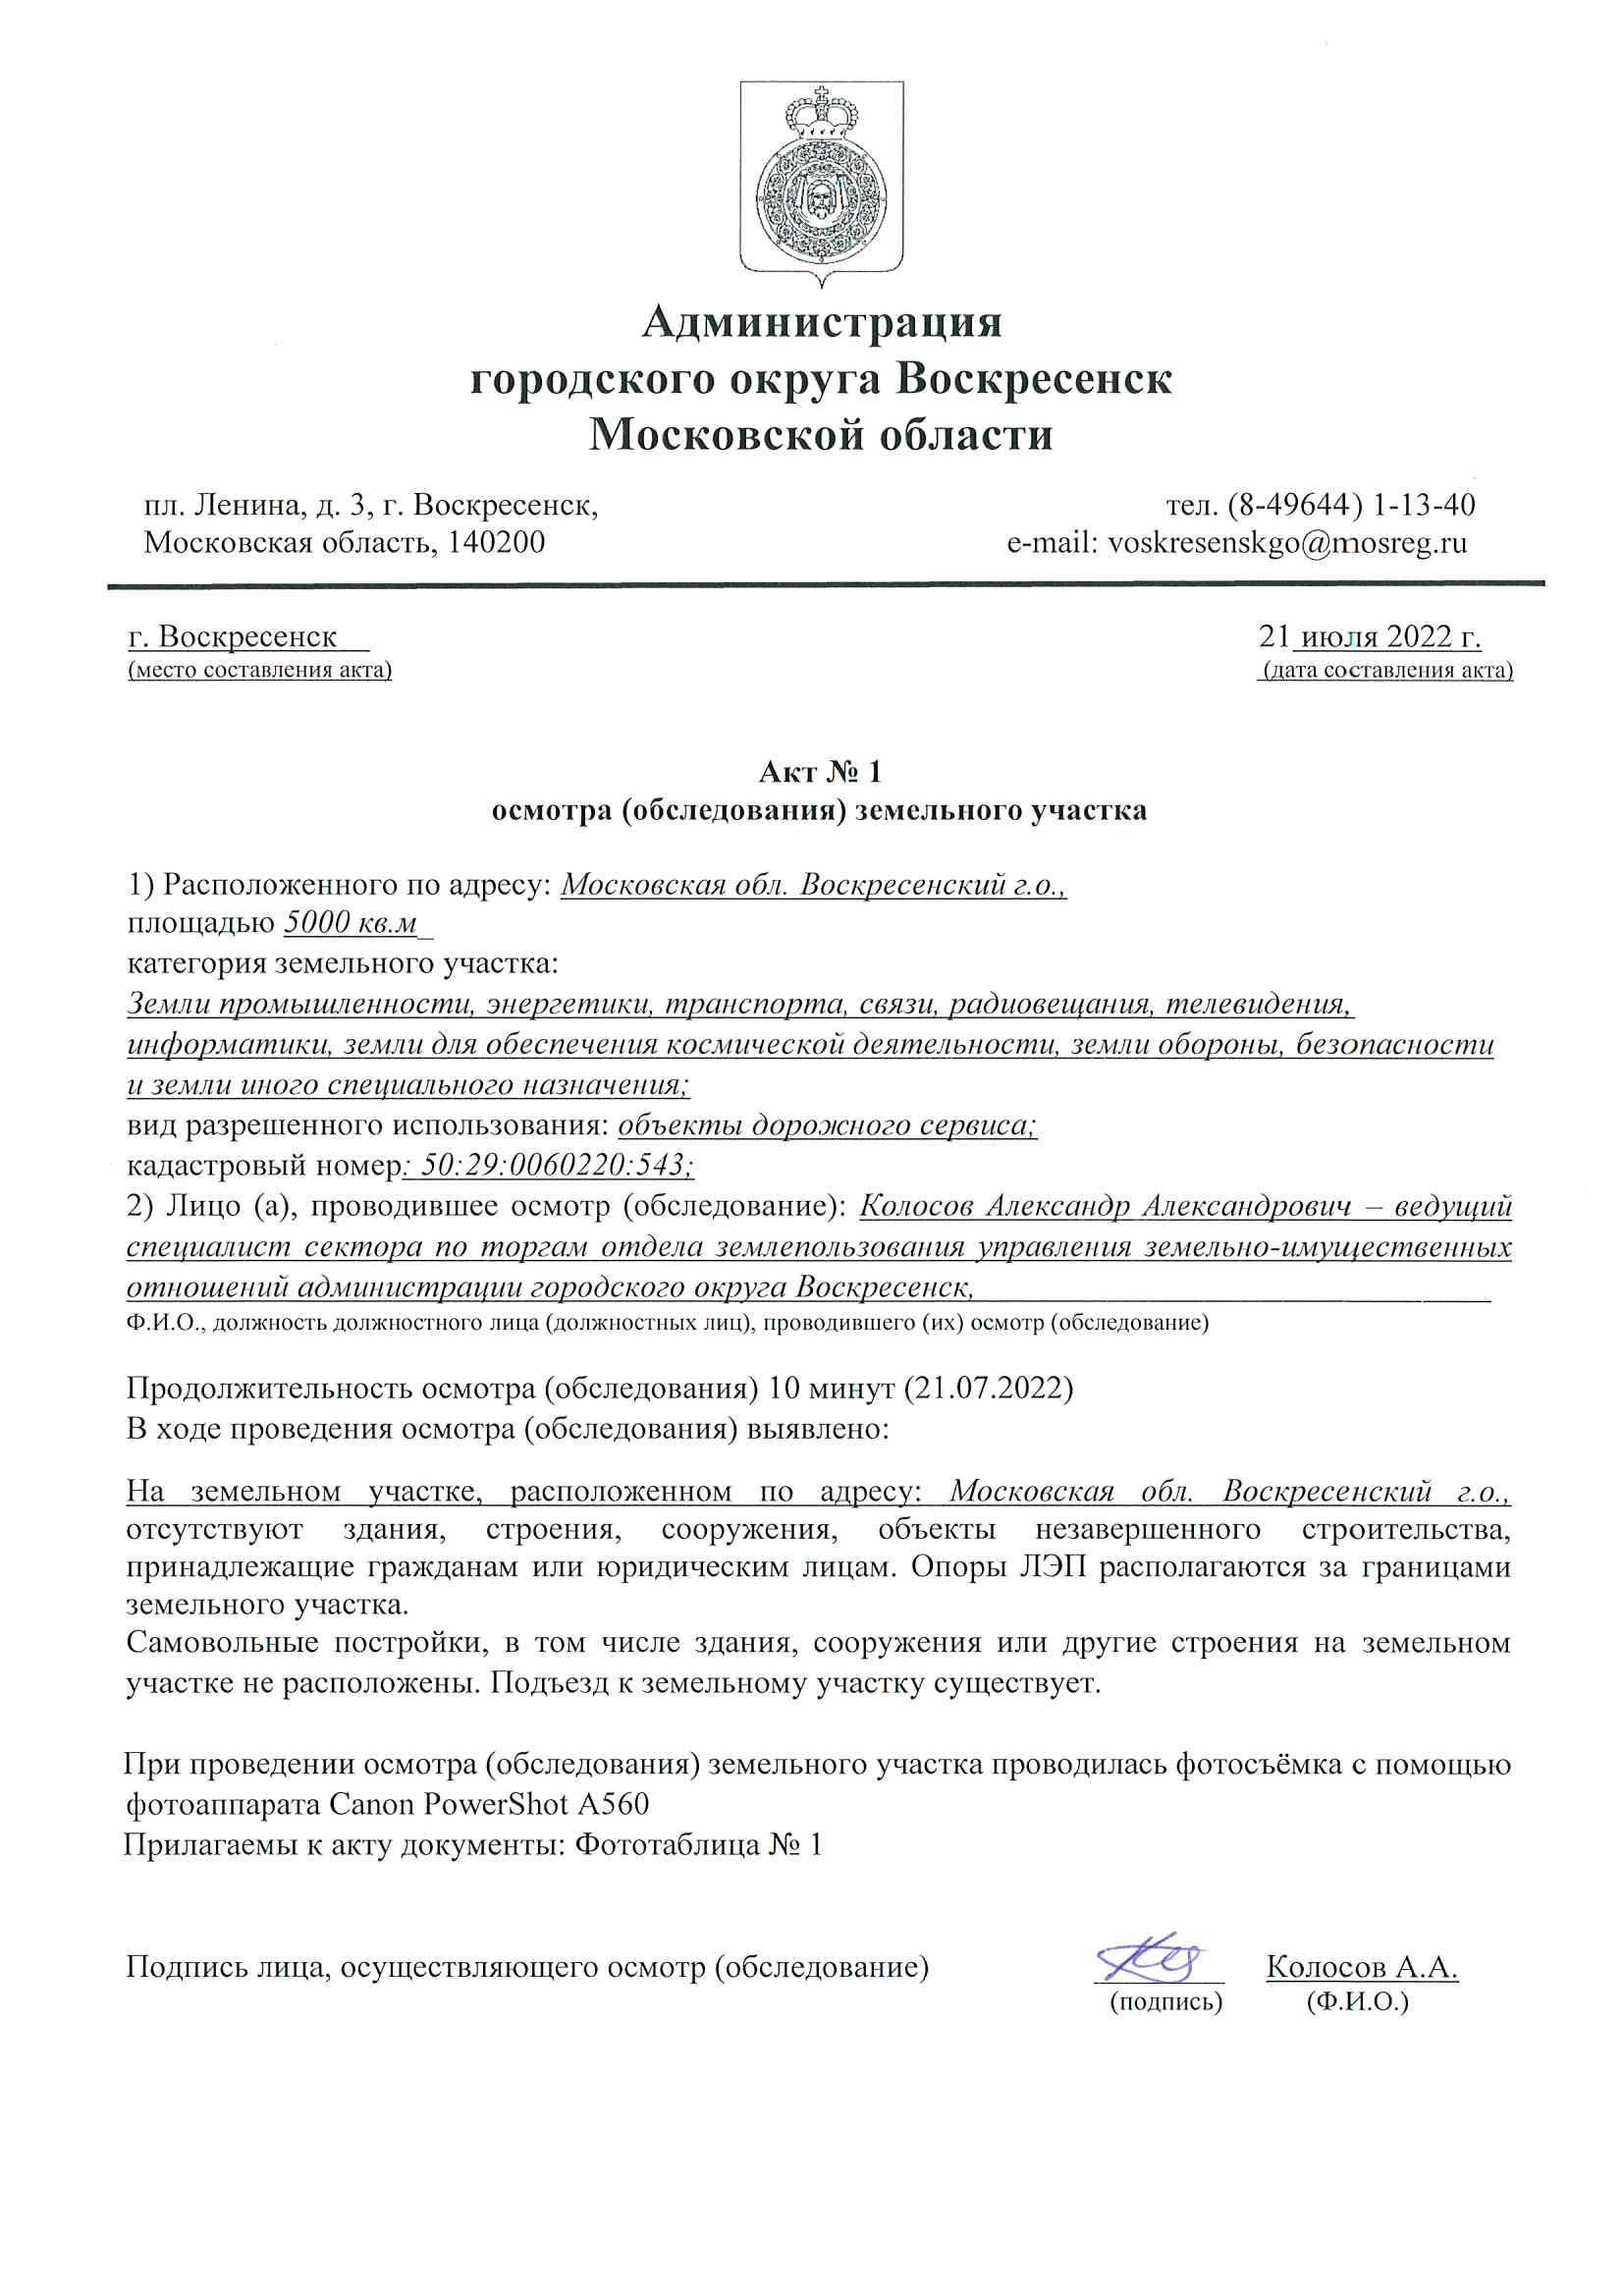 Администрация
городского округа Воскресенск
Московской области
пл. Ленина, д. 3, г. Воскресенск, тел. (8-49644) 1-13-40
Московская область, 140200 e-mail: voskresenskgo@mosreg.ru
г. Воскресенск 21 июля 2022 г.
(место составления акта) (дата составления акта)
Акт № 1
осмотра (обследования) земельного участка
1) Расположенного по адресу: Московская обл. Воскресенский г.о.,
площадью 5000 кв.м_
категория земельного участка:
Земли промышленности, энергетики, транспорта, связи, радиовещания, телевидения,
информатики, земли для обеспечения космической деятельности, земли обороны, безопасности
и земли иного специального назначения;
вид разрешенного использования: объекты дорожного сервиса;
кадастровый номер: 50:29:0060220:543;
2) Лицо (а), проводившее осмотр (обследование): Колосов Александр Александрович – ведущий
специалист сектора по торгам отдела землепользования управления земельно-имущественных
отношений администрации городского округа Воскресенск,
Ф.И.О., должность должностного лица (должностных лиц), проводившего (их) осмотр (обследование)
Продолжительность осмотра (обследования) 10 минут (21.07.2022)
В ходе проведения осмотра (обследования) выявлено:
На земельном участке, расположенном по адресу: Московская обл. Воскресенский г.о.,
отсутствуют здания, строения, сооружения, объекты незавершенного строительства,
принадлежащие гражданам или юридическим лицам. Опоры ЛЭП располагаются за границами
земельного участка.
Самовольные постройки, в том числе здания, сооружения или другие строения на земельном
участке не расположены. Подъезд к земельному участку существует.
При проведении осмотра (обследования) земельного участка проводилась фотосъёмка с помощью
фотоаппарата Canon PowerShot A560
Прилагаемы к акту документы: Фототаблица № 1
Подпись лица, осуществляющего осмотр (обследование) Колосов А.А.
(подпись) (Ф.И.О.)